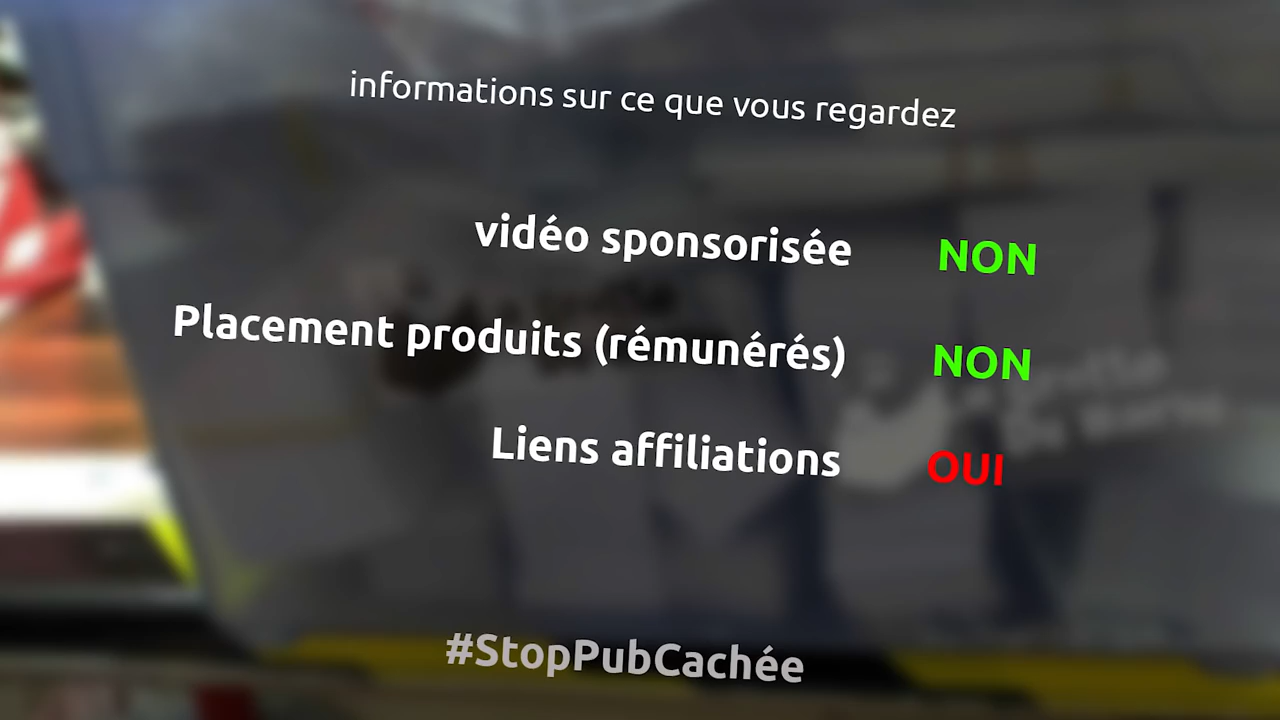 informations sur ce que vous regardez
vidéo sponsorisée NON
Placement produits (rémunérés) NON
Liens affiliations OUI
#StopPubCachée